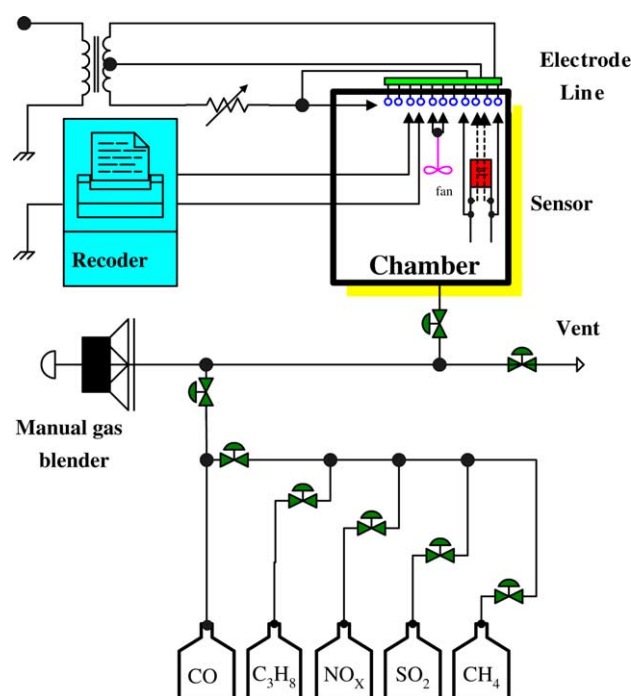 Electrode
Line
fan
Sensor
Recoder
Chamber
Vent
Manual gas
blender
CO
C₃H₈
NOₓ
SO₂
CH₄